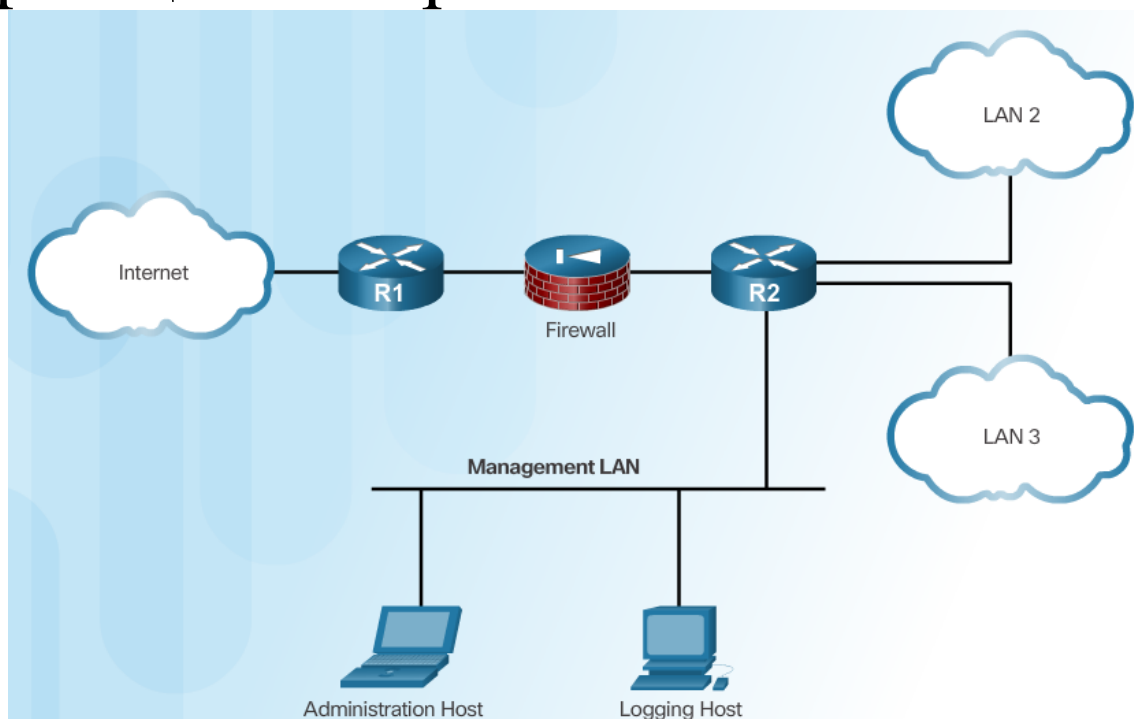 LAN 2
Internet
R1
R2
Firewall
LAN 3
Management LAN
Administration Host
Logging Host